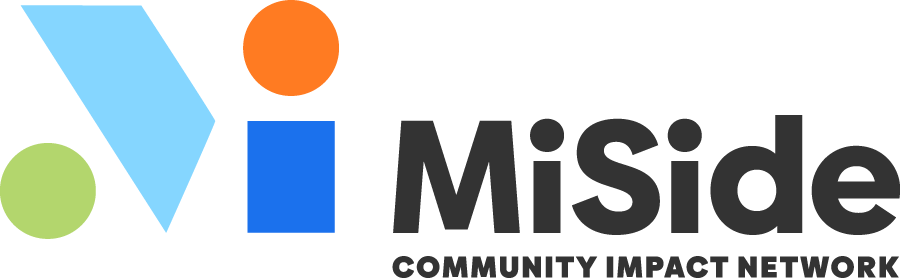 MiSide
COMMUNITY IMPACT NETWORK